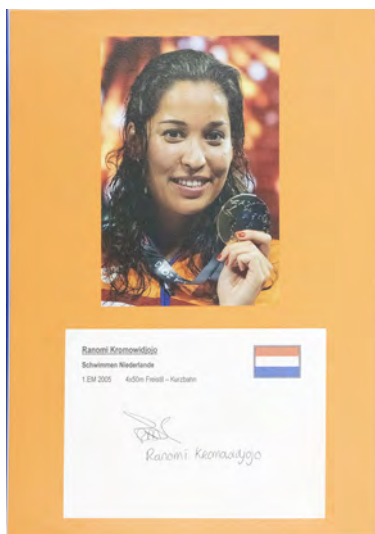 Ranomi Kromowidjojo
Schwimmen Niederlande
1.EM 2005 4x50m Freistil – Kurzbahn
Ranomi Kromowidjojo